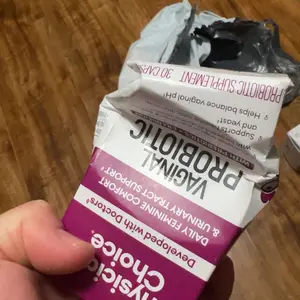 PROBIOTIC SUPPLEMENT 30 CAPS
Helps balance vaginal pH
and yeast
Supports
VAGINAL
PROBIOTIC
DAILY FEMININE COMFORT
& URINARY TRACT SUPPORT
Developed with Doctors
hysicia
Choice.